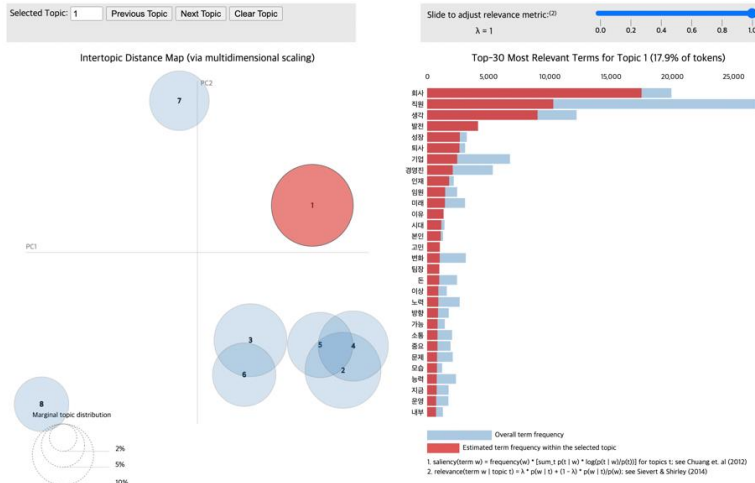 Selected Topic: 1 Previous Topic Next Topic Clear Topic
Slide to adjust relevance metric:(2)
λ = 1
0.0 0.2 0.4 0.6 0.8 1.0
Intertopic Distance Map (via multidimensional scaling)
PC2
PC1
7
1
3
6
5
4
2
8
Marginal topic distribution
2%
5%
10%
Top-30 Most Relevant Terms for Topic 1 (17.9% of tokens)
0 5,000 10,000 15,000 20,000 25,000
회사
직원
생각
발전
성장
퇴사
기업
경영진
인재
임원
미래
이유
시대
본인
고민
변화
팀장
돈
이상
노력
방향
가능
소통
중요
문제
모습
능력
지금
운영
내부
Overall term frequency
Estimated term frequency within the selected topic
1. saliency(term w) = frequency(w) * [sum_t p(t | w) * log(p(t | w)/p(t))] for topics t; see Chuang et. al (2012)
2. relevance(term w | topic t) = λ * p(w | t) + (1 - λ) * p(w | t)/p(w); see Sievert & Shirley (2014)